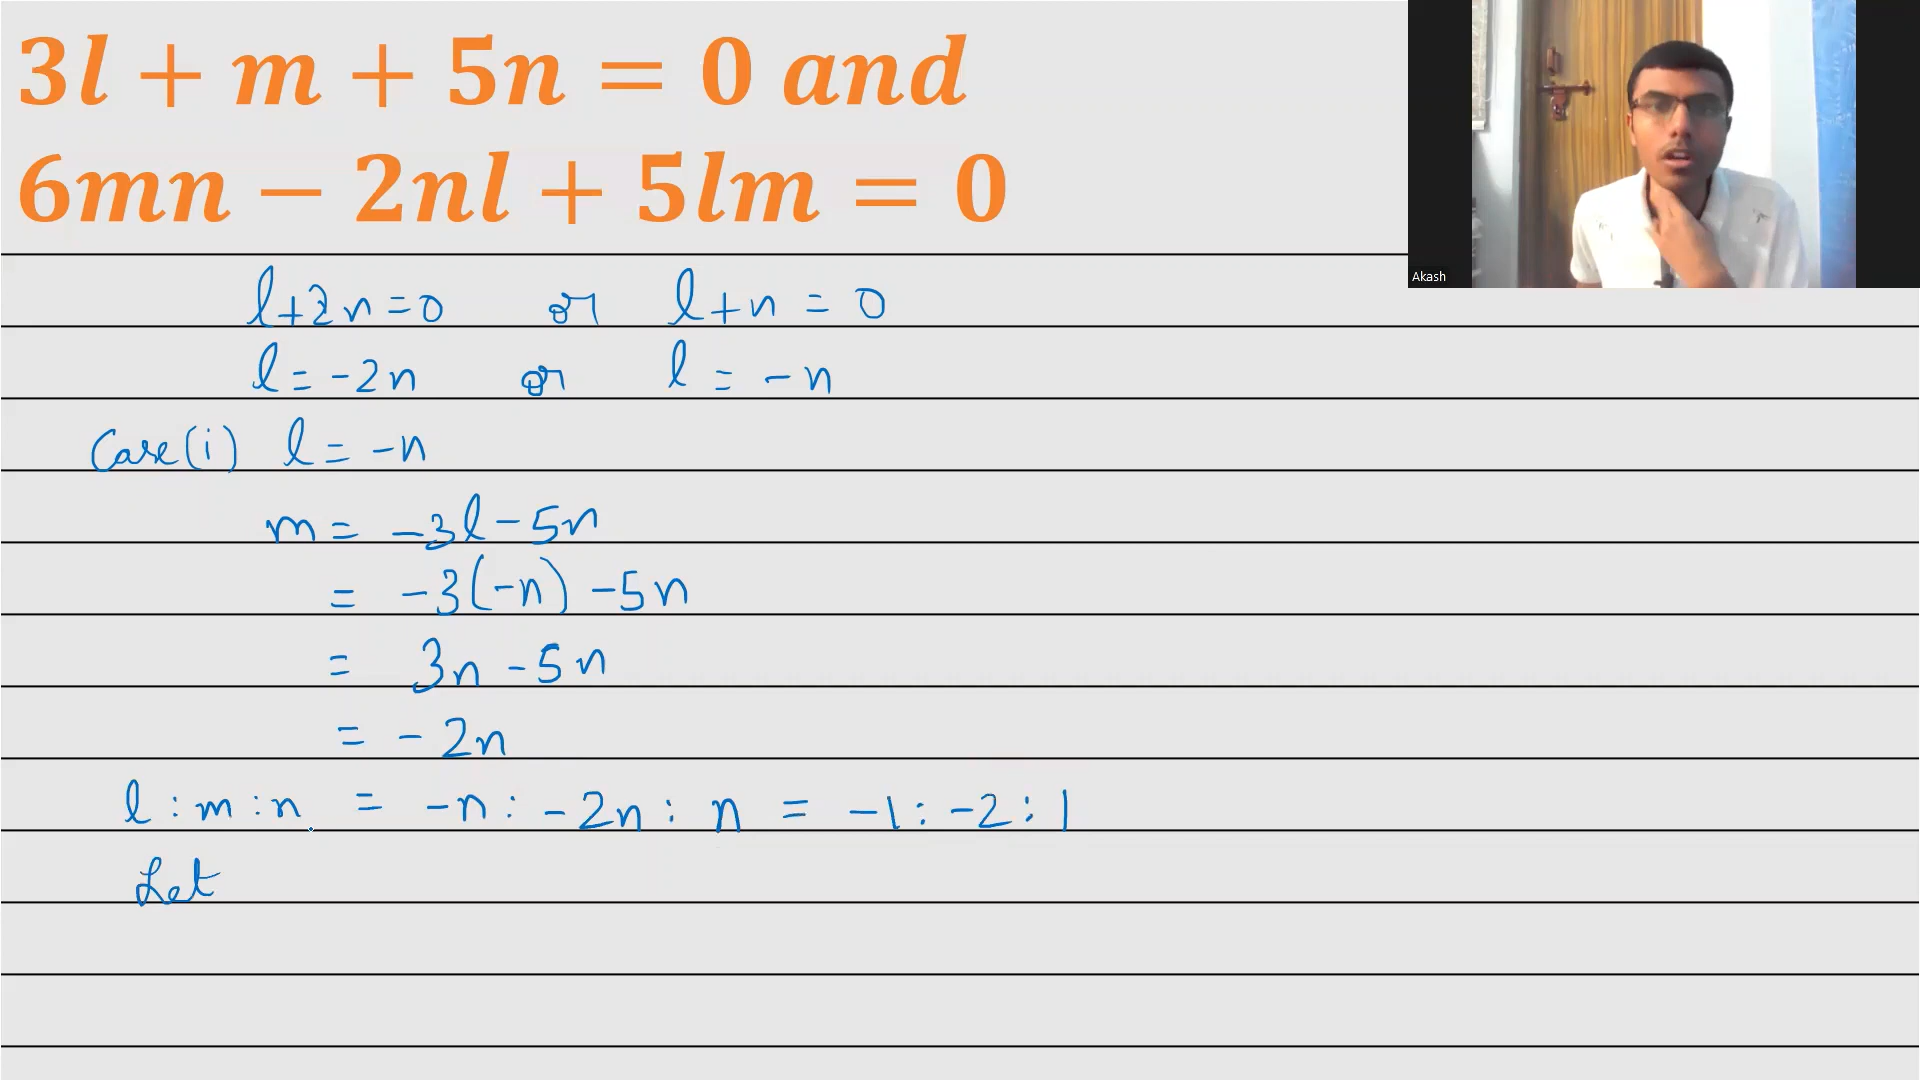 3l + m + 5n = 0 and
6mn − 2nl + 5lm = 0
Akash
l+2n=0 or l+n = 0
l= -2n or l = -n
Case(i) l = -n
m = -3l - 5n
= -3(-n) - 5n
= 3n - 5n
= - 2n
l : m : n = -n : -2n : n = -1 : -2 : 1
Let